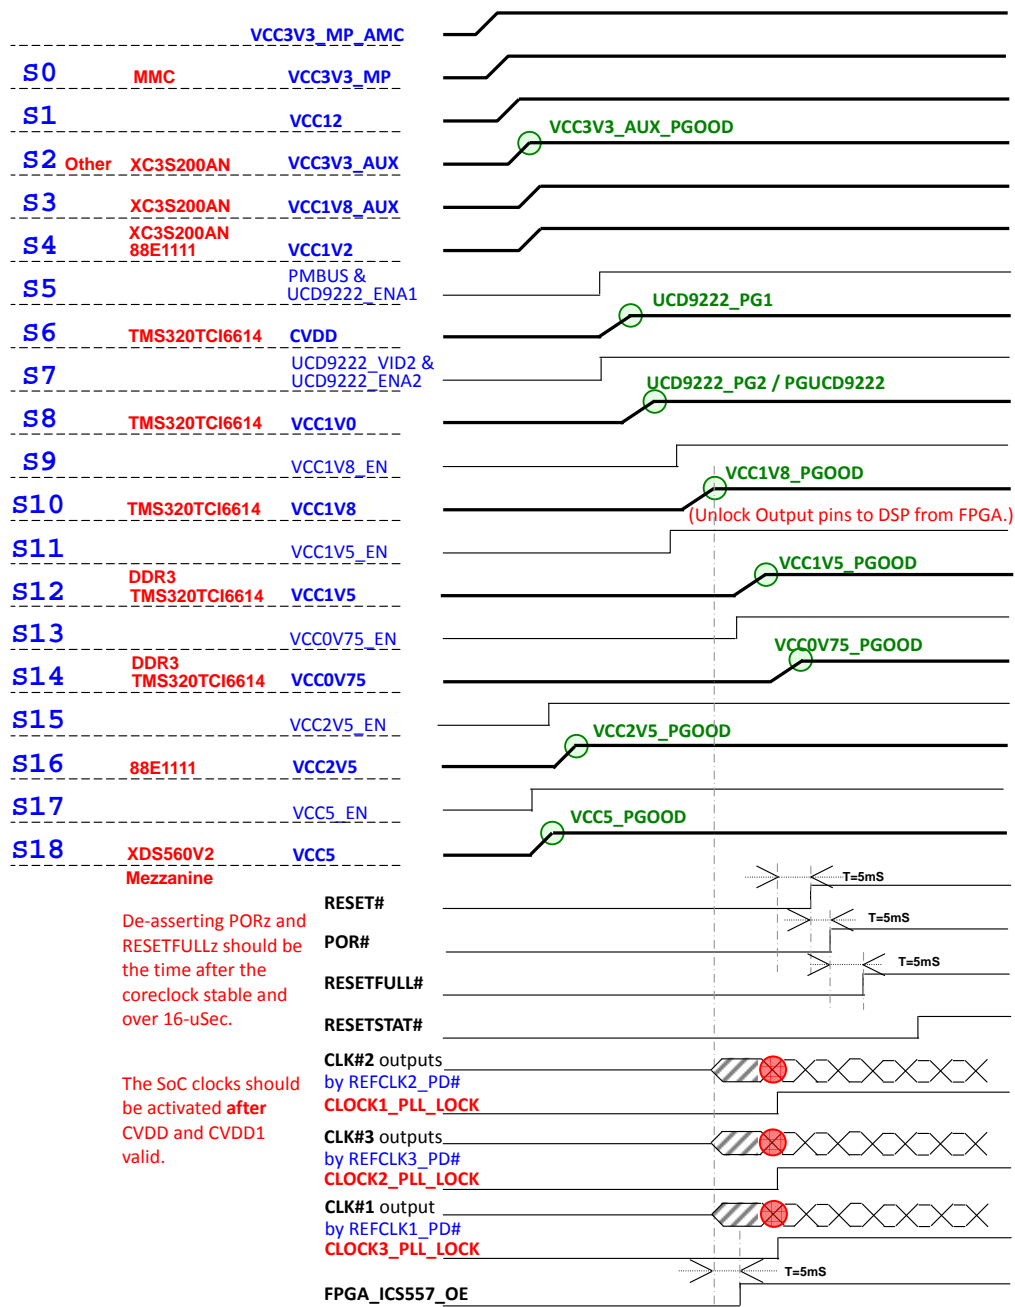 VCC3V3_MP_AMC
S0 MMC VCC3V3_MP
S1 VCC12
VCC3V3_AUX_PGOOD
S2 Other XC3S200AN VCC3V3_AUX
S3 XC3S200AN VCC1V8_AUX
XC3S200AN
S4 88E1111 VCC1V2
PMBUS &
S5 UCD9222_ENA1
UCD9222_PG1
S6 TMS320TCI6614 CVDD
UCD9222_VID2 &
S7 UCD9222_ENA2
UCD9222_PG2 / PGUCD9222
S8 TMS320TCI6614 VCC1V0
S9 VCC1V8_EN
VCC1V8_PGOOD
S10 TMS320TCI6614 VCC1V8
(Unlock Output pins to DSP from FPGA.)
S11 VCC1V5_EN
VCC1V5_PGOOD
DDR3
S12 TMS320TCI6614 VCC1V5
S13 VCC0V75_EN
VCC0V75_PGOOD
DDR3
S14 TMS320TCI6614 VCC0V75
S15 VCC2V5_EN
VCC2V5_PGOOD
S16 88E1111 VCC2V5
S17 VCC5_EN
VCC5_PGOOD
S18 XDS560V2 VCC5
Mezzanine
T=5mS
RESET#
T=5mS
De-asserting PORz and
RESETFULLz should be
the time after the
coreclock stable and
over 16-uSec.
POR#
T=5mS
RESETFULL#
RESETSTAT#
CLK#2 outputs
by REFCLK2_PD#
CLOCK1_PLL_LOCK
The SoC clocks should
be activated after
CVDD and CVDD1
valid.
CLK#3 outputs
by REFCLK3_PD#
CLOCK2_PLL_LOCK
CLK#1 output
by REFCLK1_PD#
CLOCK3_PLL_LOCK
T=5mS
FPGA_ICS557_OE